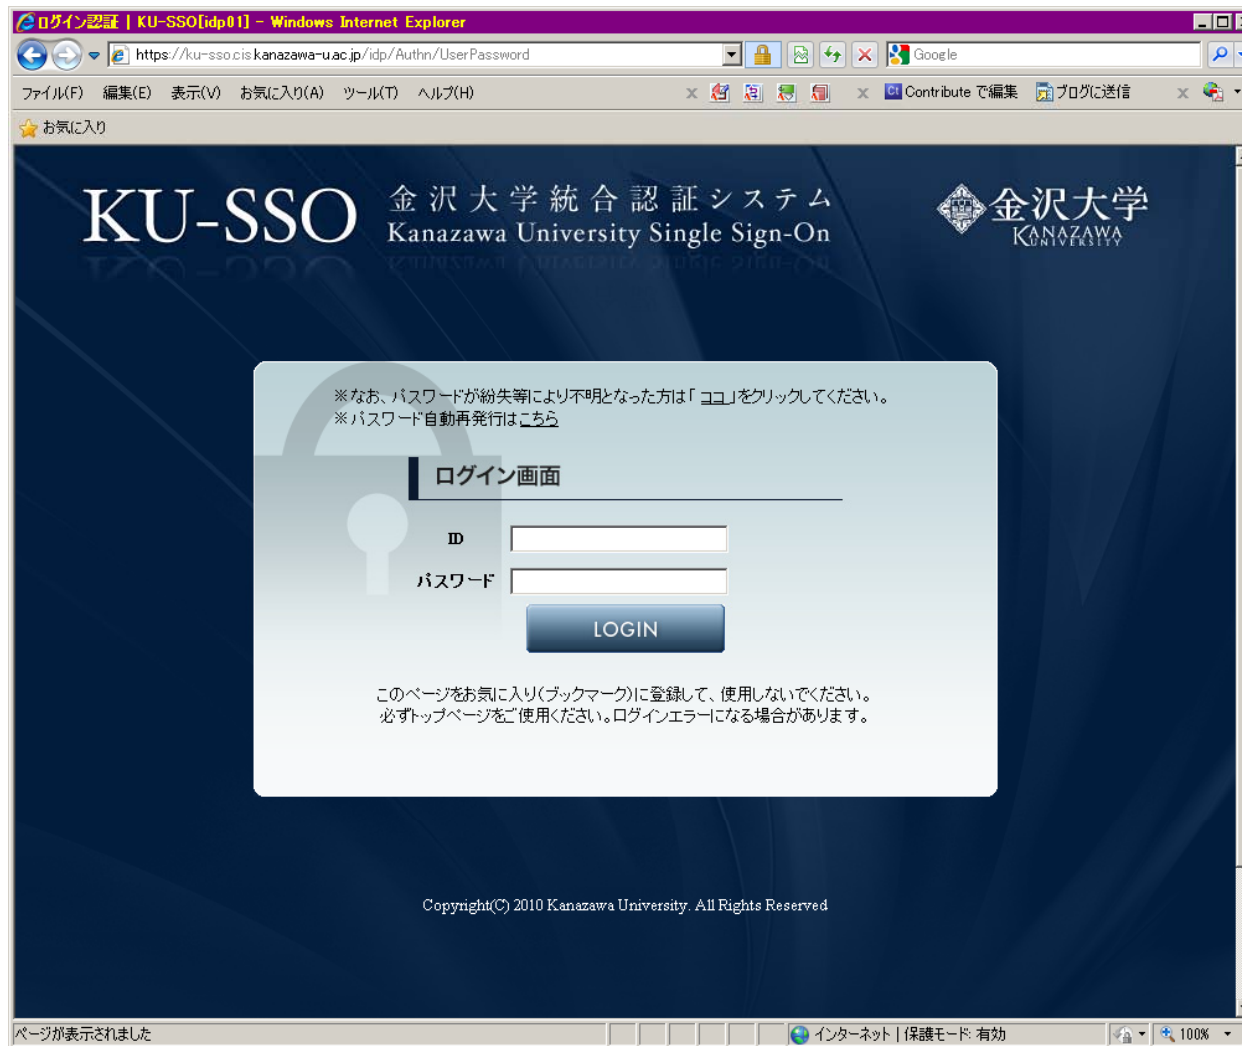 ログイン認証 | KU-SSO[idp01] - Windows Internet Explorer
https://ku-sso.cis.kanazawa-u.ac.jp/idp/Authn/UserPassword
Google
ファイル(F) 編集(E) 表示(V) お気に入り(A) ツール(T) ヘルプ(H)
Contribute で編集 ブログに送信
お気に入り
KU-SSO
金沢大学統合認証システム
Kanazawa University Single Sign-On
金沢大学
KANAZAWA
UNIVERSITY
※なお、パスワードが紛失等により不明となった方は「 ココ 」をクリックしてください。
※パスワード自動再発行はこちら
ログイン画面
ID
パスワード
LOGIN
このページをお気に入り(ブックマーク)に登録して、使用しないでください。
必ずトップページをご使用ください。ログインエラーになる場合があります。
Copyright(C) 2010 Kanazawa University. All Rights Reserved
ページが表示されました
インターネット | 保護モード: 有効
100%